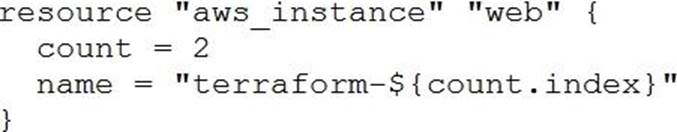 resource "aws_instance" "web" {
  count = 2
  name = "terraform-${count.index}"
}